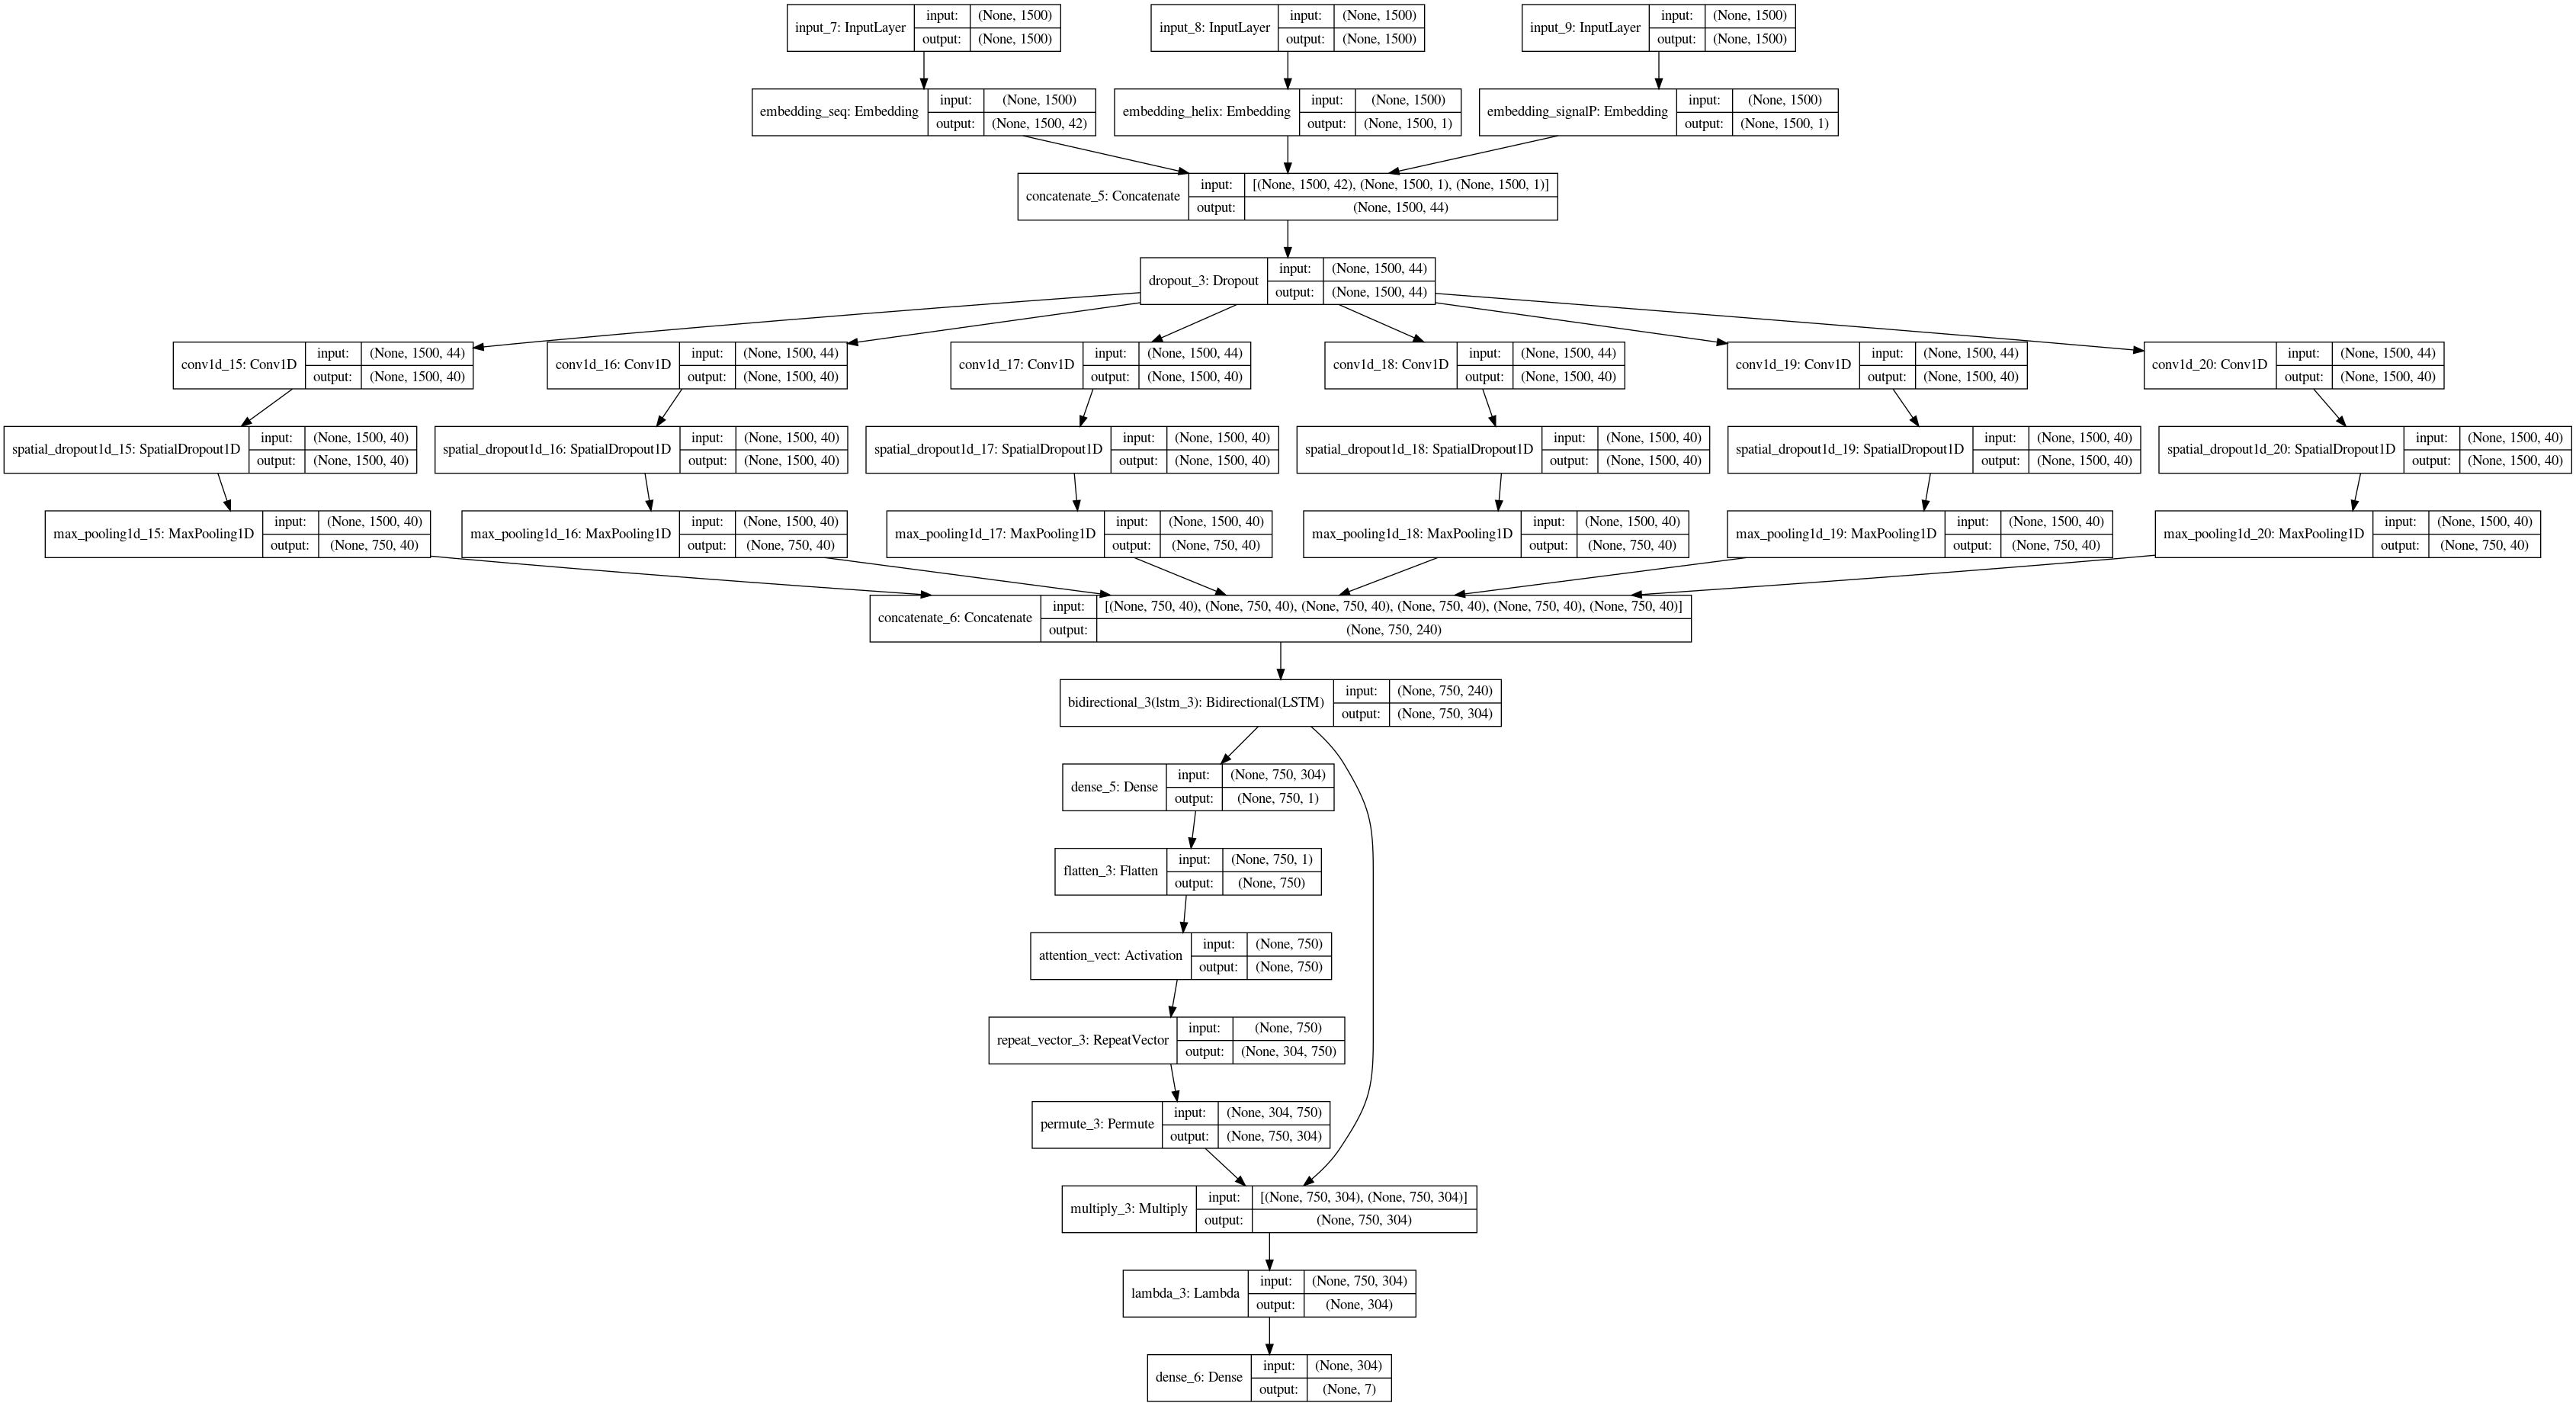 input_7: InputLayer input: (None, 1500) output: (None, 1500)
input_8: InputLayer input: (None, 1500) output: (None, 1500)
input_9: InputLayer input: (None, 1500) output: (None, 1500)
embedding_seq: Embedding input: (None, 1500) output: (None, 1500, 42)
embedding_helix: Embedding input: (None, 1500) output: (None, 1500, 1)
embedding_signalP: Embedding input: (None, 1500) output: (None, 1500, 1)
concatenate_5: Concatenate input: [(None, 1500, 42), (None, 1500, 1), (None, 1500, 1)] output: (None, 1500, 44)
dropout_3: Dropout input: (None, 1500, 44) output: (None, 1500, 44)
conv1d_15: Conv1D input: (None, 1500, 44) output: (None, 1500, 40)
conv1d_16: Conv1D input: (None, 1500, 44) output: (None, 1500, 40)
conv1d_17: Conv1D input: (None, 1500, 44) output: (None, 1500, 40)
conv1d_18: Conv1D input: (None, 1500, 44) output: (None, 1500, 40)
conv1d_19: Conv1D input: (None, 1500, 44) output: (None, 1500, 40)
conv1d_20: Conv1D input: (None, 1500, 44) output: (None, 1500, 40)
spatial_dropout1d_15: SpatialDropout1D input: (None, 1500, 40) output: (None, 1500, 40)
spatial_dropout1d_16: SpatialDropout1D input: (None, 1500, 40) output: (None, 1500, 40)
spatial_dropout1d_17: SpatialDropout1D input: (None, 1500, 40) output: (None, 1500, 40)
spatial_dropout1d_18: SpatialDropout1D input: (None, 1500, 40) output: (None, 1500, 40)
spatial_dropout1d_19: SpatialDropout1D input: (None, 1500, 40) output: (None, 1500, 40)
spatial_dropout1d_20: SpatialDropout1D input: (None, 1500, 40) output: (None, 1500, 40)
max_pooling1d_15: MaxPooling1D input: (None, 1500, 40) output: (None, 750, 40)
max_pooling1d_16: MaxPooling1D input: (None, 1500, 40) output: (None, 750, 40)
max_pooling1d_17: MaxPooling1D input: (None, 1500, 40) output: (None, 750, 40)
max_pooling1d_18: MaxPooling1D input: (None, 1500, 40) output: (None, 750, 40)
max_pooling1d_19: MaxPooling1D input: (None, 1500, 40) output: (None, 750, 40)
max_pooling1d_20: MaxPooling1D input: (None, 1500, 40) output: (None, 750, 40)
concatenate_6: Concatenate input: [(None, 750, 40), (None, 750, 40), (None, 750, 40), (None, 750, 40), (None, 750, 40), (None, 750, 40)] output: (None, 750, 240)
bidirectional_3(lstm_3): Bidirectional(LSTM) input: (None, 750, 240) output: (None, 750, 304)
dense_5: Dense input: (None, 750, 304) output: (None, 750, 1)
flatten_3: Flatten input: (None, 750, 1) output: (None, 750)
attention_vect: Activation input: (None, 750) output: (None, 750)
repeat_vector_3: RepeatVector input: (None, 750) output: (None, 304, 750)
permute_3: Permute input: (None, 304, 750) output: (None, 750, 304)
multiply_3: Multiply input: [(None, 750, 304), (None, 750, 304)] output: (None, 750, 304)
lambda_3: Lambda input: (None, 750, 304) output: (None, 304)
dense_6: Dense input: (None, 304) output: (None, 7)